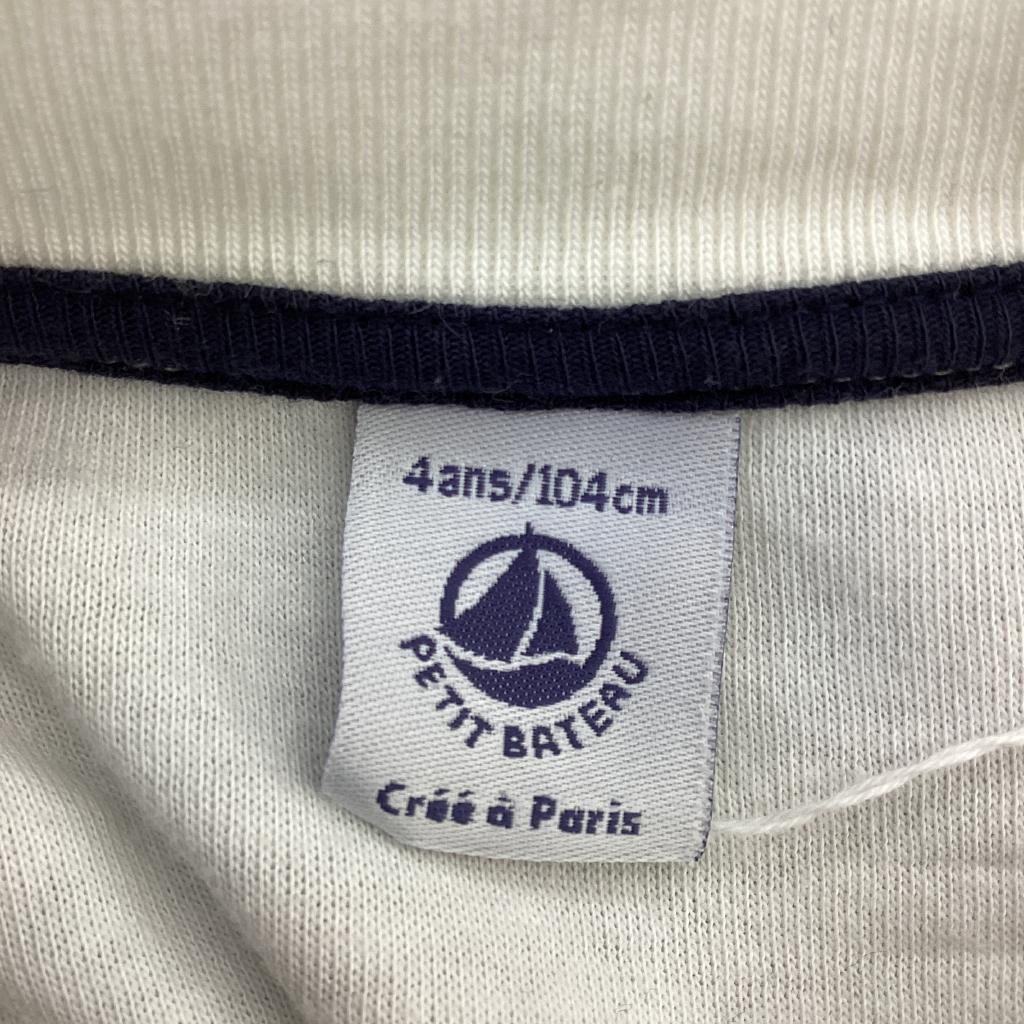 4ans/104cm
PETIT BATEAU
Créé à Paris